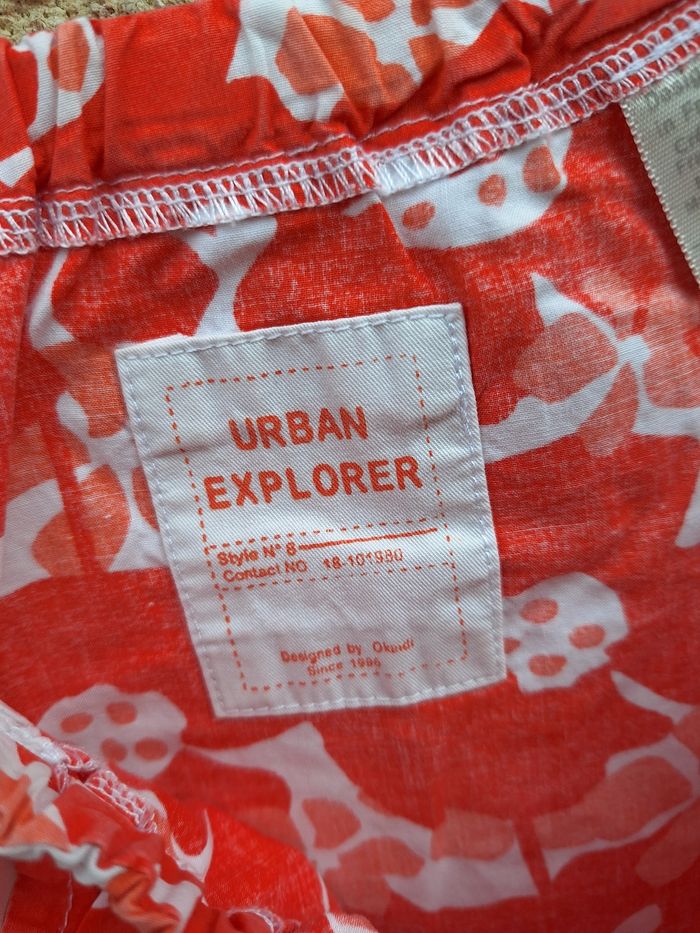 URBAN
EXPLORER
Style N° 8
Contact NO 18-101980
Designed by Okaidi
Since 1996